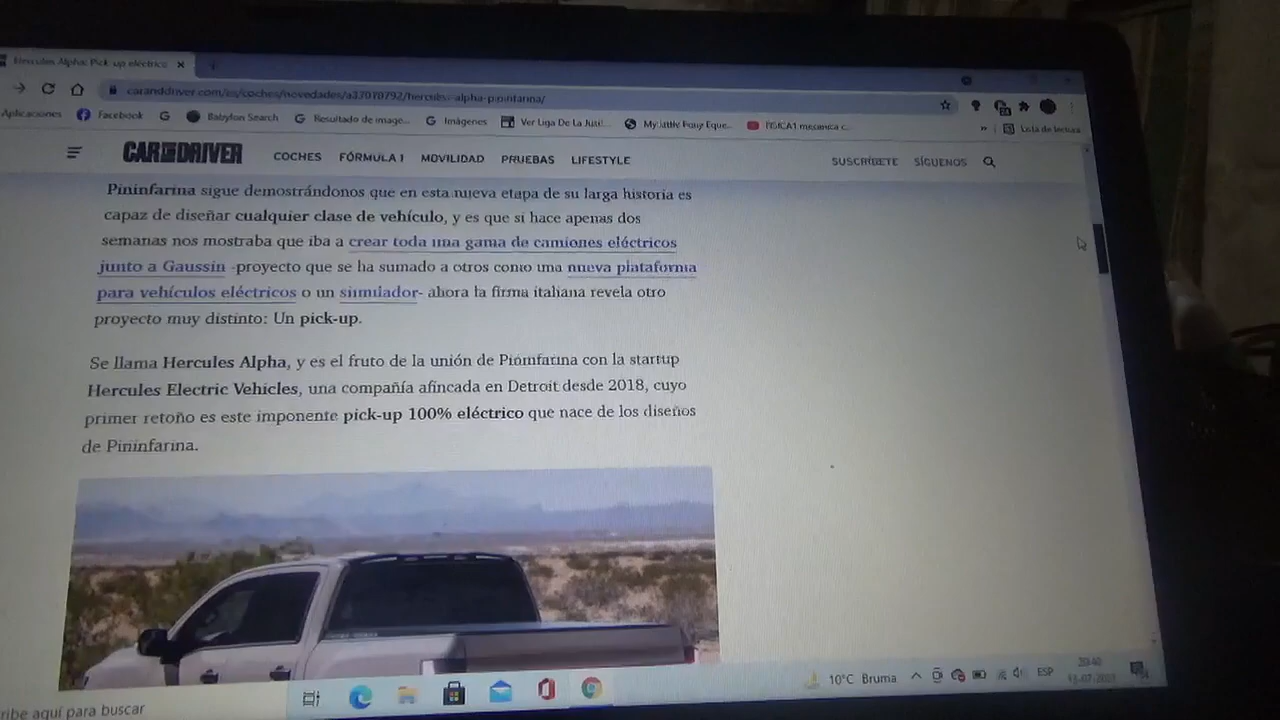 Hercules Alpha: Pick-up eléctrico
caranddriver.com/es/coches/novedades/a37070792/hercules-alpha-pininfarina/
Aplicaciones Facebook Babylon Search Resultado de image... Imágenes Ver Liga De La Justi... My Little Pony Eque... FISICA1 mecanica c... » Lista de lectura
CAR AND DRIVER COCHES FÓRMULA 1 MOVILIDAD PRUEBAS LIFESTYLE SUSCRÍBETE SÍGUENOS
Pininfarina sigue demostrándonos que en esta nueva etapa de su larga historia es
capaz de diseñar cualquier clase de vehículo, y es que si hace apenas dos
semanas nos mostraba que iba a crear toda una gama de camiones eléctricos
junto a Gaussin -proyecto que se ha sumado a otros como una nueva plataforma
para vehículos eléctricos o un simulador- ahora la firma italiana revela otro
proyecto muy distinto: Un pick-up.
Se llama Hercules Alpha, y es el fruto de la unión de Pininfarina con la startup
Hercules Electric Vehicles, una compañía afincada en Detroit desde 2018, cuyo
primer retoño es este imponente pick-up 100% eléctrico que nace de los diseños
de Pininfarina.
ribe aquí para buscar
10°C Bruma ESP 20:40